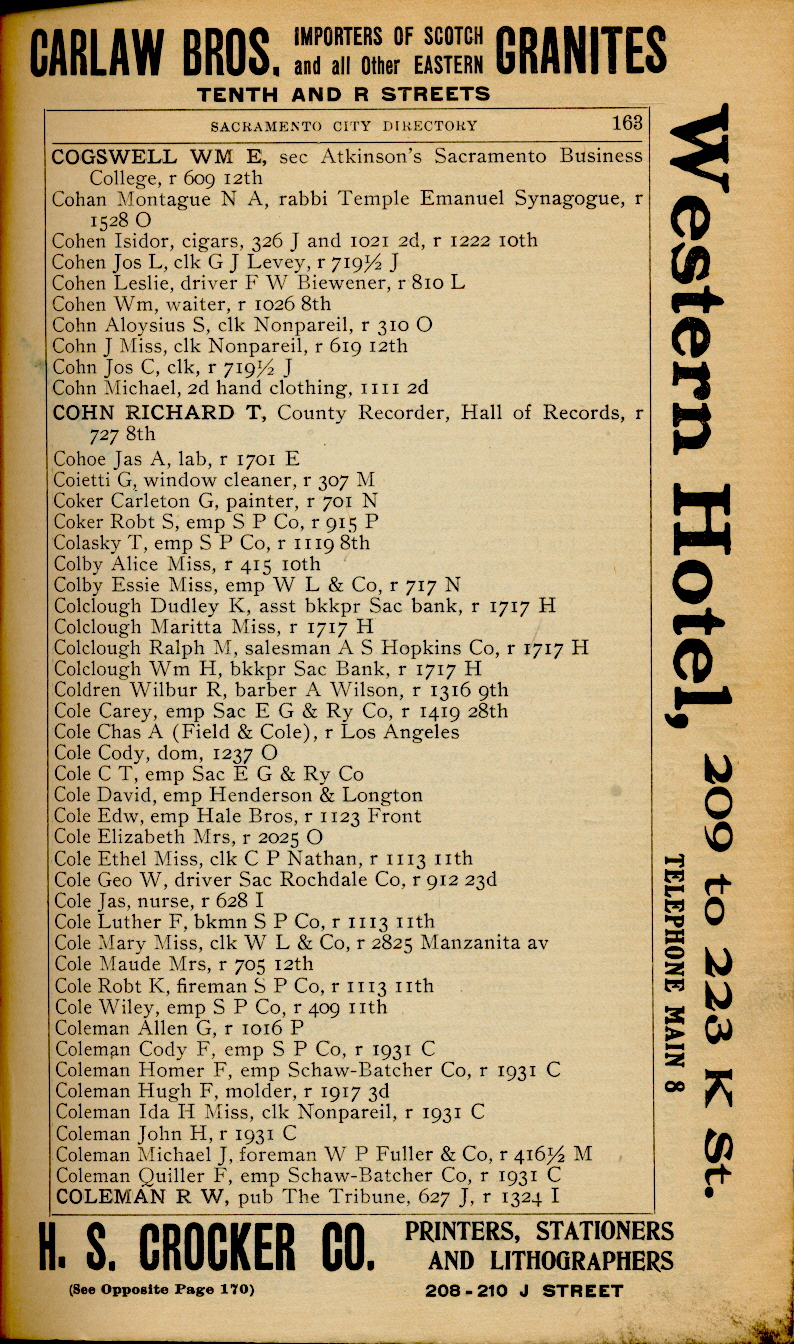 CARLAW BROS. IMPORTERS OF SCOTCH and all Other EASTERN GRANITES
TENTH AND R STREETS
SACRAMENTO CITY DIRECTORY 163
COGSWELL WM E, sec Atkinson's Sacramento Business
College, r 609 12th
Cohan Montague N A, rabbi Temple Emanuel Synagogue, r
1528 O
Cohen Isidor, cigars, 326 J and 1021 2d, r 1222 10th
Cohen Jos L, clk G J Levey, r 719½ J
Cohen Leslie, driver F W Biewener, r 810 L
Cohen Wm, waiter, r 1026 8th
Cohn Aloysius S, clk Nonpareil, r 310 O
Cohn J Miss, clk Nonpareil, r 619 12th
Cohn Jos C, clk, r 719½ J
Cohn Michael, 2d hand clothing, 1111 2d
COHN RICHARD T, County Recorder, Hall of Records, r
727 8th
Cohoe Jas A, lab, r 1701 E
Coietti G, window cleaner, r 307 M
Coker Carleton G, painter, r 701 N
Coker Robt S, emp S P Co, r 915 P
Colasky T, emp S P Co, r 1119 8th
Colby Alice Miss, r 415 10th
Colby Essie Miss, emp W L & Co, r 717 N
Colclough Dudley K, asst bkkpr Sac bank, r 1717 H
Colclough Maritta Miss, r 1717 H
Colclough Ralph M, salesman A S Hopkins Co, r 1717 H
Colclough Wm H, bkkpr Sac Bank, r 1717 H
Coldren Wilbur R, barber A Wilson, r 1316 9th
Cole Carey, emp Sac E G & Ry Co, r 1419 28th
Cole Chas A (Field & Cole), r Los Angeles
Cole Cody, dom, 1237 O
Cole C T, emp Sac E G & Ry Co
Cole David, emp Henderson & Longton
Cole Edw, emp Hale Bros, r 1123 Front
Cole Elizabeth Mrs, r 2025 O
Cole Ethel Miss, clk C P Nathan, r 1113 11th
Cole Geo W, driver Sac Rochdale Co, r 912 23d
Cole Jas, nurse, r 628 I
Cole Luther F, bkmn S P Co, r 1113 11th
Cole Mary Miss, clk W L & Co, r 2825 Manzanita av
Cole Maude Mrs, r 705 12th
Cole Robt K, fireman S P Co, r 1113 11th
Cole Wiley, emp S P Co, r 409 11th
Coleman Allen G, r 1016 P
Coleman Cody F, emp S P Co, r 1931 C
Coleman Homer F, emp Schaw-Batcher Co, r 1931 C
Coleman Hugh F, molder, r 1917 3d
Coleman Ida H Miss, clk Nonpareil, r 1931 C
Coleman John H, r 1931 C
Coleman Michael J, foreman W P Fuller & Co, r 416½ M
Coleman Quiller F, emp Schaw-Batcher Co, r 1931 C
COLEMAN R W, pub The Tribune, 627 J, r 1324 I
Western Hotel, 209 to 223 K St.
TELEPHONE MAIN 8
H. S. CROCKER CO. PRINTERS, STATIONERS
AND LITHOGRAPHERS
(See Opposite Page 170) 208-210 J STREET